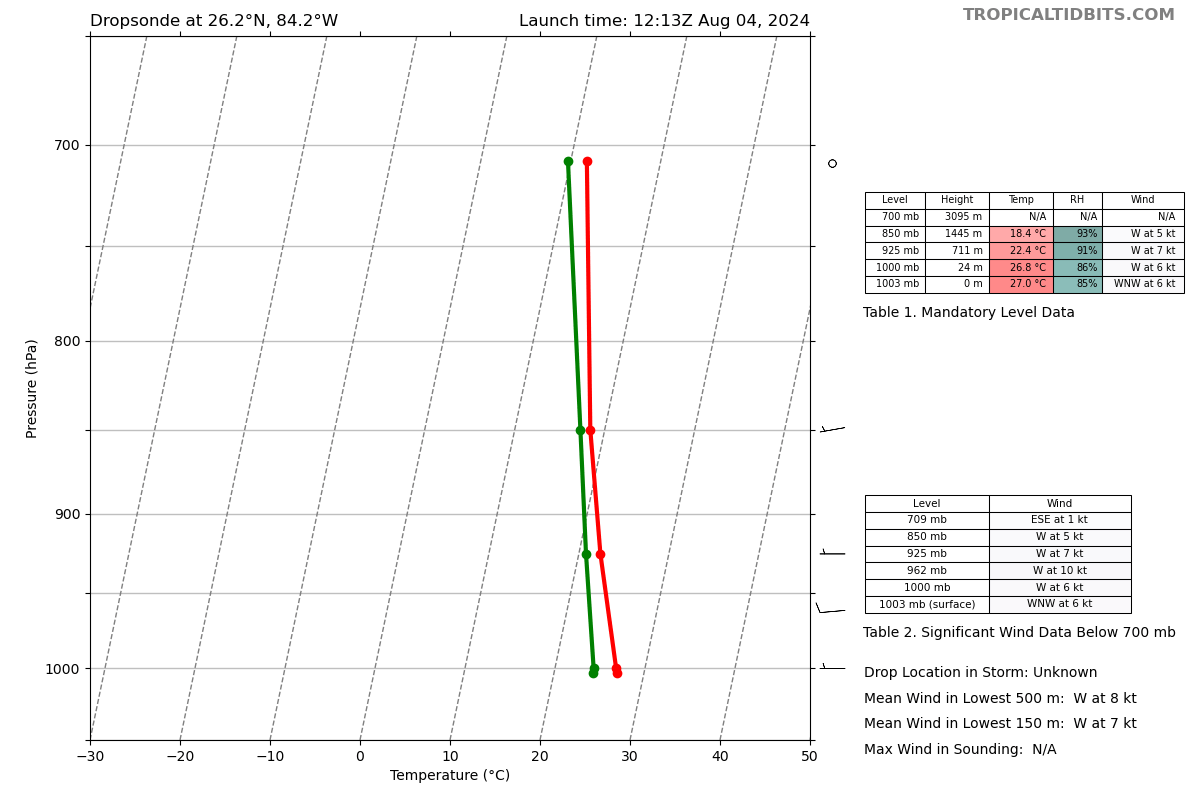 Dropsonde at 26.2°N, 84.2°W
Launch time: 12:13Z Aug 04, 2024
TROPICALTIDBITS.COM
700
800
900
1000
Pressure (hPa)
−30 −20 −10 0 10 20 30 40 50
Temperature (°C)
Level Height Temp RH Wind
700 mb 3095 m N/A N/A N/A
850 mb 1445 m 18.4 °C 93% W at 5 kt
925 mb 711 m 22.4 °C 91% W at 7 kt
1000 mb 24 m 26.8 °C 86% W at 6 kt
1003 mb 0 m 27.0 °C 85% WNW at 6 kt
Table 1. Mandatory Level Data
Level Wind
709 mb ESE at 1 kt
850 mb W at 5 kt
925 mb W at 7 kt
962 mb W at 10 kt
1000 mb W at 6 kt
1003 mb (surface) WNW at 6 kt
Table 2. Significant Wind Data Below 700 mb
Drop Location in Storm: Unknown
Mean Wind in Lowest 500 m:  W at 8 kt
Mean Wind in Lowest 150 m:  W at 7 kt
Max Wind in Sounding:  N/A